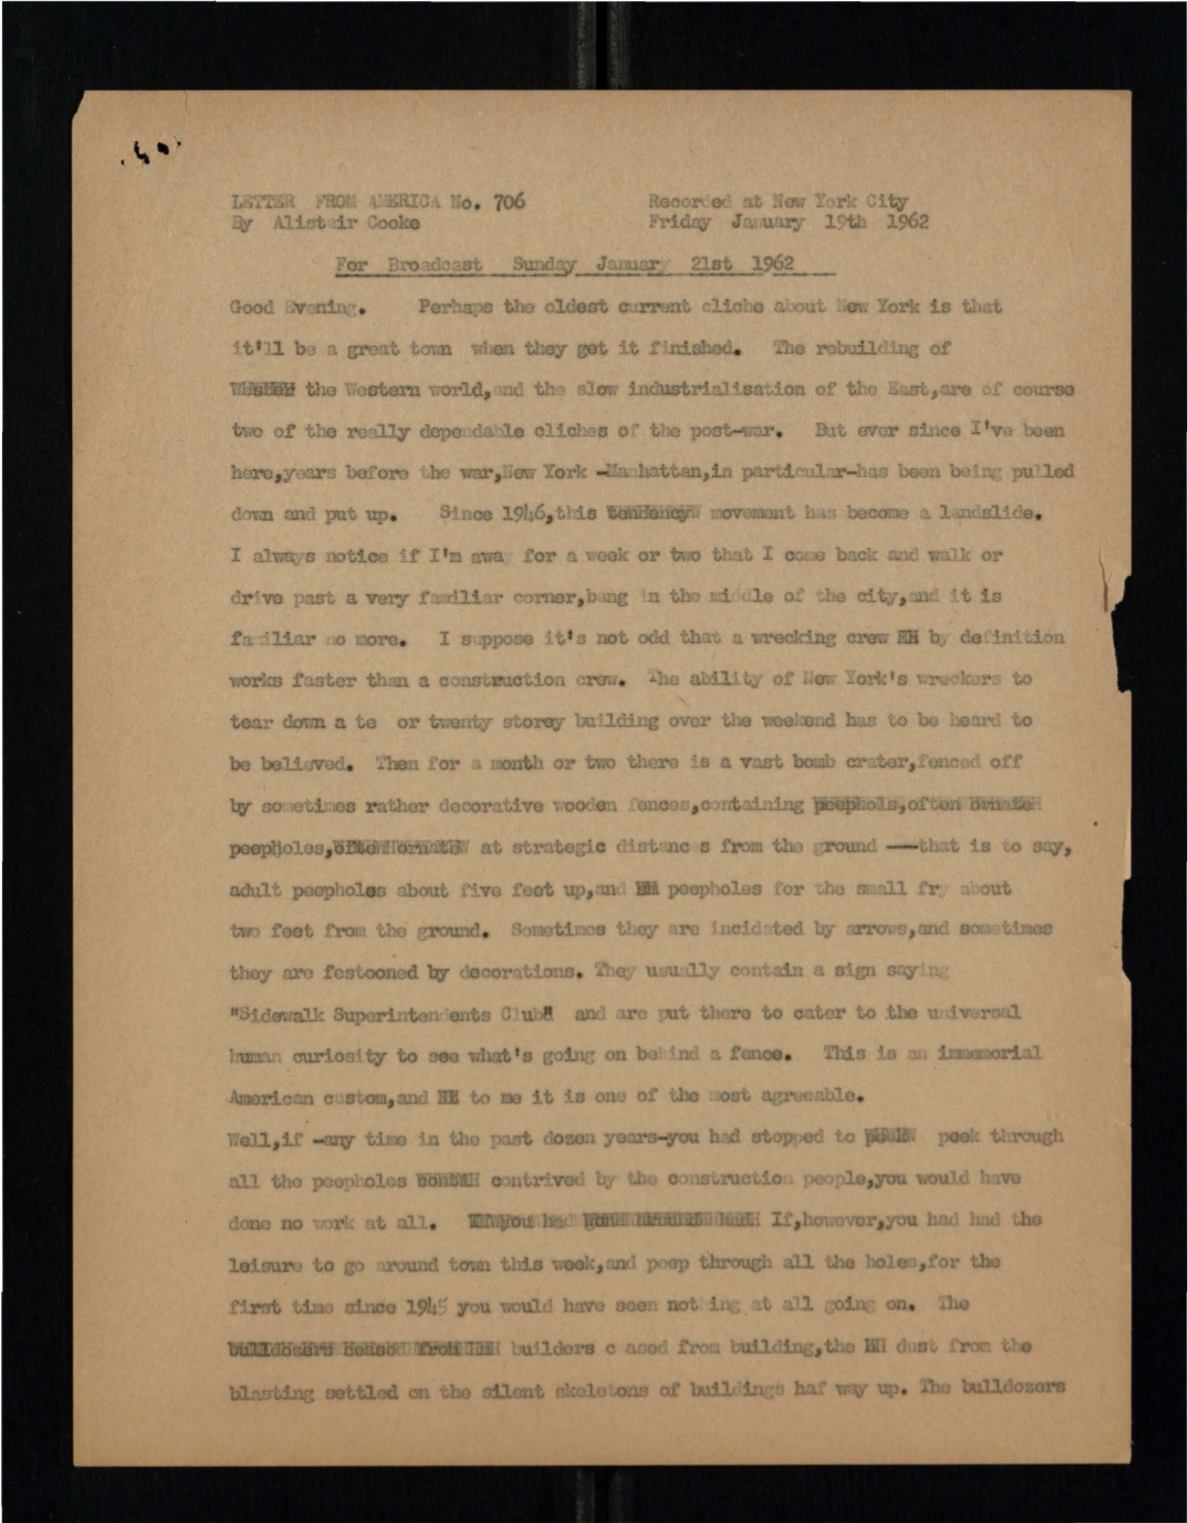 LETTER FROM AMERICA No. 706 Recorded at New York City
By Alistair Cooke Friday January 19th 1962
For Broadcast Sunday January 21st 1962
Good Evening. Perhaps the oldest current cliche about New York is that
it'll be a great town when they get it finished. The rebuilding of
the Western world,and the slow industrialisation of the East,are of course
two of the really dependable cliches of the post-war. But ever since I've been
here,years before the war,New York -Manhattan,in particular-has been being pulled
down and put up. Since 1946,this tendency movement has become a landslide.
I always notice if I'm away for a week or two that I come back and walk or
drive past a very familiar corner,bang in the middle of the city,and it is
familiar no more. I suppose it's not odd that a wrecking crew by definition
works faster than a construction crew. The ability of New York's wreckers to
tear down a te or twenty storey building over the weekend has to be heard to
be believed. Then for a month or two there is a vast bomb crater,fenced off
by sometimes rather decorative wooden fences,containing peephols,often ornate
peepholes,often ornate at strategic distanc s from the ground —that is to say,
adult peepholes about five feet up,and peepholes for the small fry about
two feet from the ground. Sometimes they are incidated by arrows,and sometimes
they are festooned by decorations. They usually contain a sign saying
"Sidewalk Superintendents Club" and are put there to cater to the universal
human curiosity to see what's going on behind a fence. This is an immemorial
American custom,and to me it is one of the most agreeable.
Well,if -any time in the past dozen years-you had stopped to peek through
all the peepholes contrived by the construction people,you would have
done no work at all. If you had gone around If,however,you had had the
leisure to go around town this week,and peep through all the holes,for the
first time since 1945 you would have seen nothing at all going on. The
bulldozers from builders c ased from building,the dust from the
blasting settled on the silent skeletons of buildings haf way up. The bulldozers